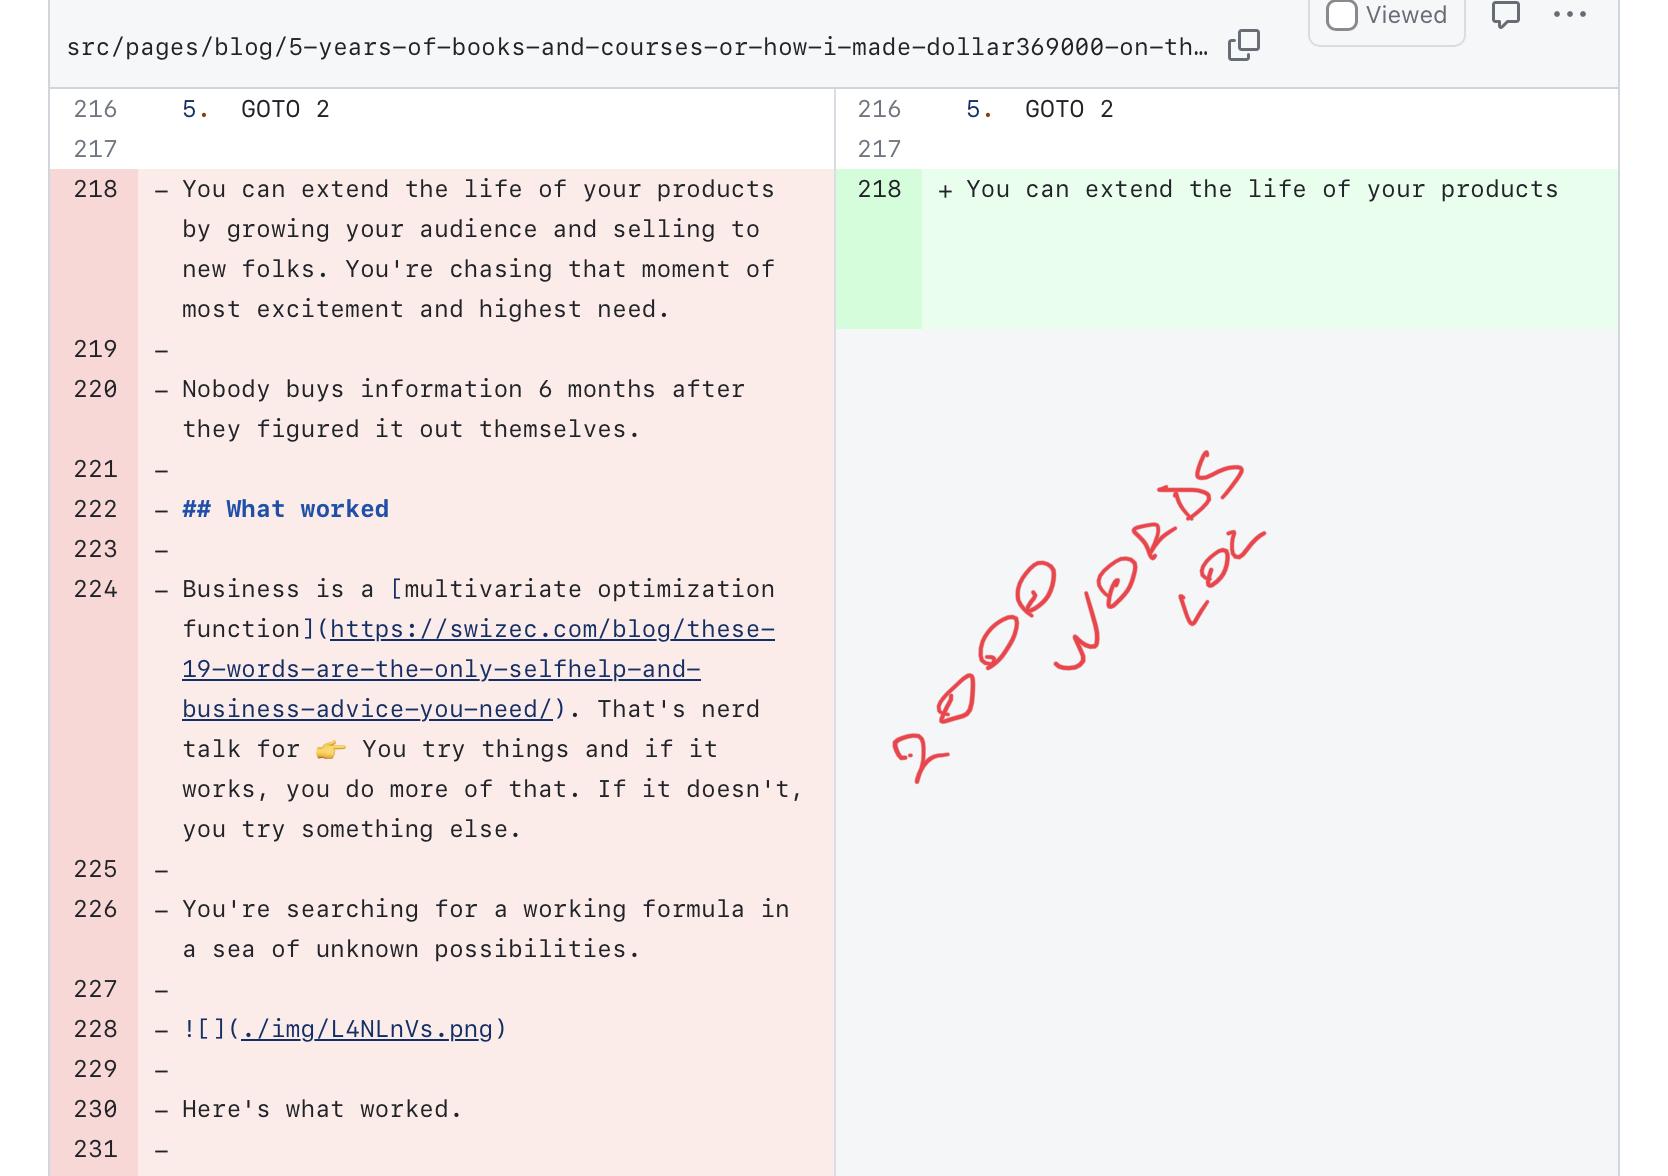 Viewed
src/pages/blog/5-years-of-books-and-courses-or-how-i-made-dollar369000-on-th…
216 5. GOTO 2
217
218 – You can extend the life of your products
by growing your audience and selling to
new folks. You're chasing that moment of
most excitement and highest need.
219 –
220 – Nobody buys information 6 months after
they figured it out themselves.
221 –
222 – ## What worked
223 –
224 – Business is a [multivariate optimization
function](https://swizec.com/blog/these-
19-words-are-the-only-selfhelp-and-
business-advice-you-need/). That's nerd
talk for 👉 You try things and if it
works, you do more of that. If it doesn't,
you try something else.
225 –
226 – You're searching for a working formula in
a sea of unknown possibilities.
227 –
228 – ![](./img/L4NLnVs.png)
229 –
230 – Here's what worked.
231 –
216 5. GOTO 2
217
218 + You can extend the life of your products
2000
WORDS